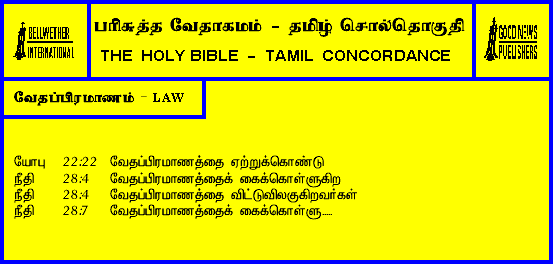 BELLWETHER
INTERNATIONAL
பரிசுத்த வேதாகமம் - தமிழ் சொல்தொகுதி
THE HOLY BIBLE - TAMIL CONCORDANCE
GOOD NEWS
PUBLISHERS
வேதப்பிரமாணம் - LAW
யோபு 22:22 வேதப்பிரமாணத்தை ஏற்றுக்கொண்டு
நீதி 28:4 வேதப்பிரமாணத்தைக் கைக்கொள்ளுகிற
நீதி 28:4 வேதப்பிரமாணத்தை விட்டுவிலகுகிறவர்கள்
நீதி 28:7 வேதப்பிரமாணத்தைக் கைக்கொள்ளு.....